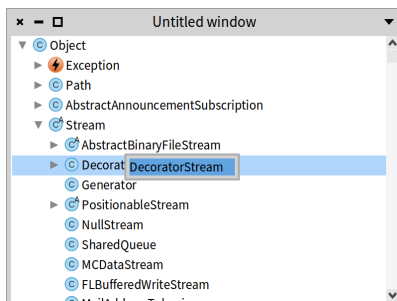 Untitled window
Object
Exception
Path
AbstractAnnouncementSubscription
Stream
AbstractBinaryFileStream
Decorat DecoratorStream
Generator
PositionableStream
NullStream
SharedQueue
MCDataStream
FLBufferedWriteStream